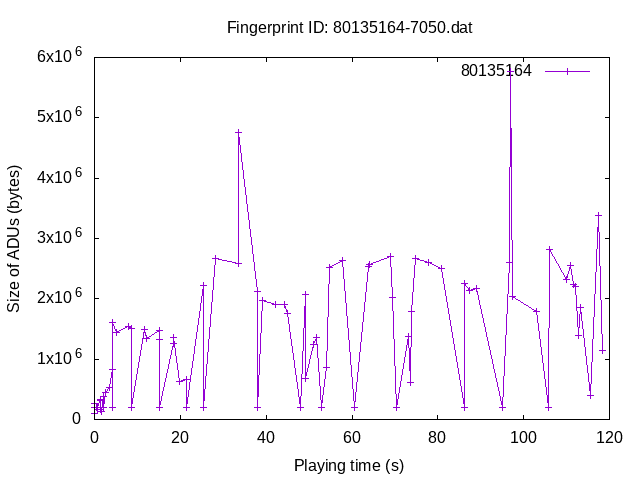 Fingerprint ID: 80135164-7050.dat
6x10^6
5x10^6
4x10^6
3x10^6
2x10^6
1x10^6
0
80135164
0 20 40 60 80 100 120
Size of ADUs (bytes)
Playing time (s)